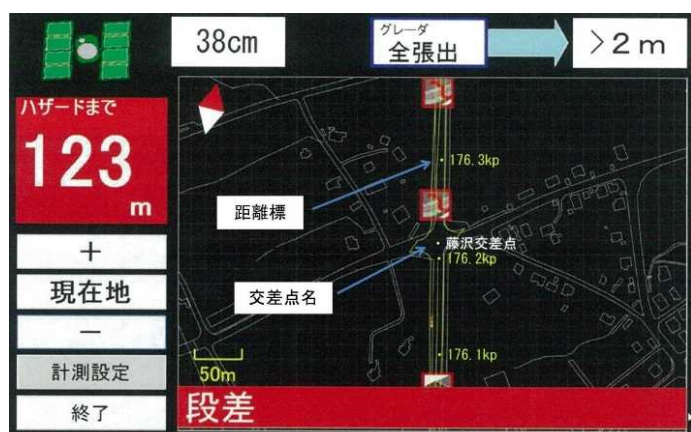 38cm
グレーダ
全張出
>2m
ハザードまで
123
m
176.3kp
距離標
藤沢交差点
176.2kp
交差点名
176.1kp
50m
+
現在地
−
計測設定
終了
段差